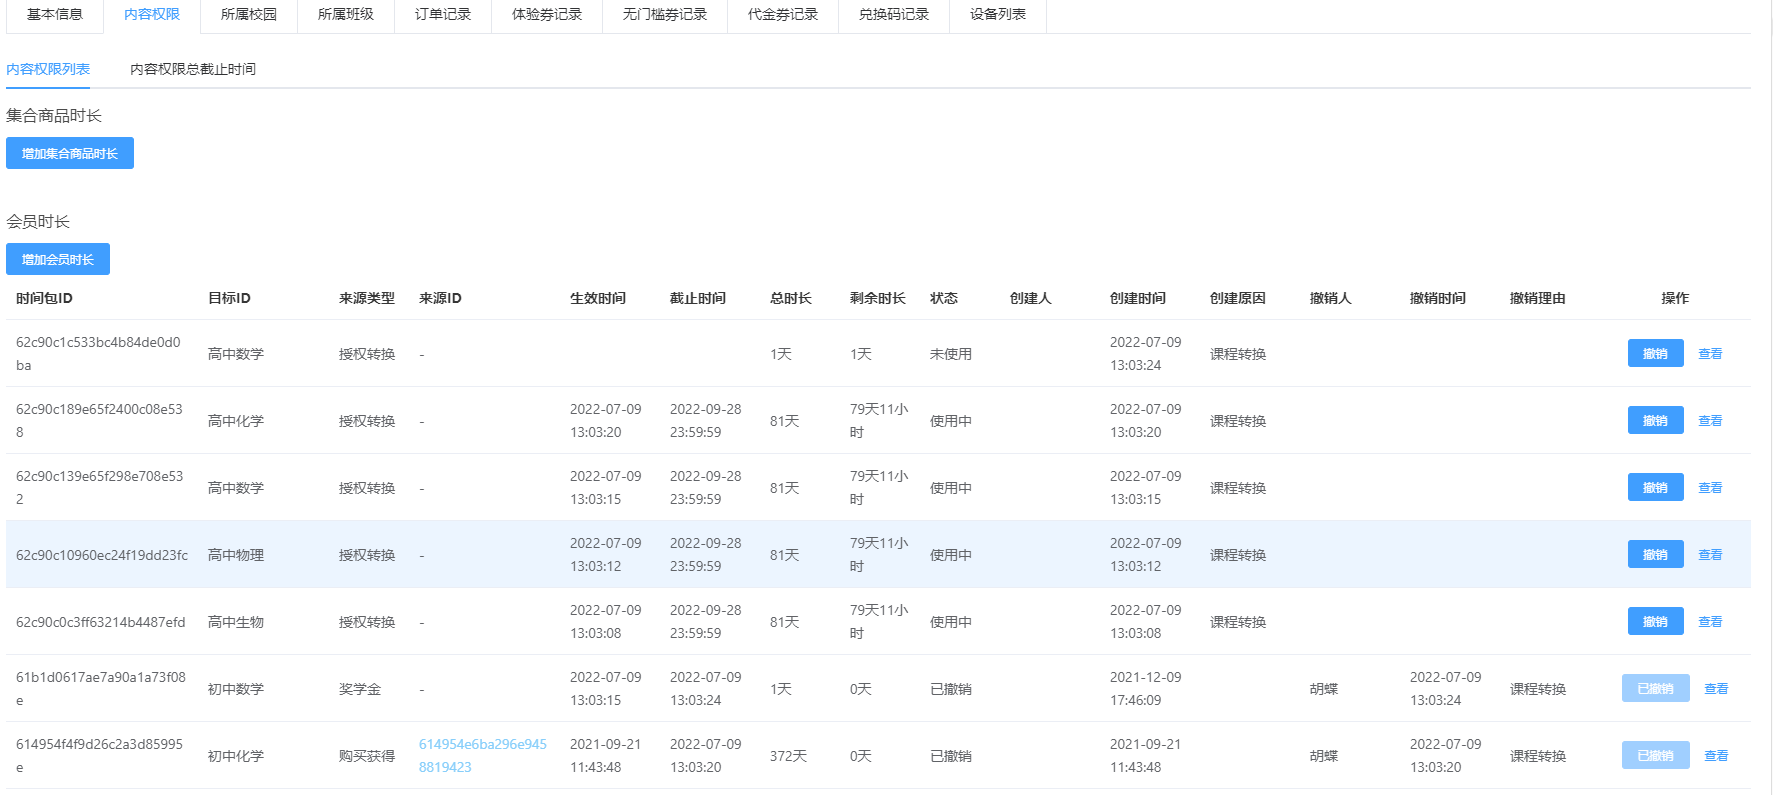 基本信息 内容权限 所属校园 所属班级 订单记录 体验券记录 无门槛券记录 代金券记录 兑换码记录 设备列表
内容权限列表 内容权限总截止时间
集合商品时长
增加集合商品时长
会员时长
增加会员时长
时间包ID 目标ID 来源类型 来源ID 生效时间 截止时间 总时长 剩余时长 状态 创建人 创建时间 创建原因 撤销人 撤销时间 撤销理由 操作
62c90c1c533bc4b84de0d0 2022-07-09
高中数学 授权转换 - 1天 1天 未使用 课程转换 撤销 查看
ba 13:03:24
62c90c189e65f2400c08e53 2022-07-09 2022-09-28 79天11小 2022-07-09
高中化学 授权转换 - 81天 使用中 课程转换 撤销 查看
8 13:03:20 23:59:59 时 13:03:20
62c90c139e65f298e708e53 2022-07-09 2022-09-28 79天11小 2022-07-09
高中数学 授权转换 - 81天 使用中 课程转换 撤销 查看
2 13:03:15 23:59:59 时 13:03:15
2022-07-09 2022-09-28 79天11小 2022-07-09
62c90c10960ec24f19dd23fc 高中物理 授权转换 - 81天 使用中 课程转换 撤销 查看
13:03:12 23:59:59 时 13:03:12
2022-07-09 2022-09-28 79天11小 2022-07-09
62c90c0c3ff63214b4487efd 高中生物 授权转换 - 81天 使用中 课程转换 撤销 查看
13:03:08 23:59:59 时 13:03:08
61b1d0617ae7a90a1a73f08 2022-07-09 2022-07-09 2021-12-09 2022-07-09
初中数学 奖学金 - 1天 0天 已撤销 胡蝶 课程转换 已撤销 查看
e 13:03:15 13:03:24 17:46:09 13:03:24
614954f4f9d26c2a3d85995 614954e6ba296e945 2021-09-21 2022-07-09 2021-09-21 2022-07-09
初中化学 购买获得 372天 0天 已撤销 胡蝶 课程转换 已撤销 查看
e 8819423 11:43:48 13:03:20 11:43:48 13:03:20